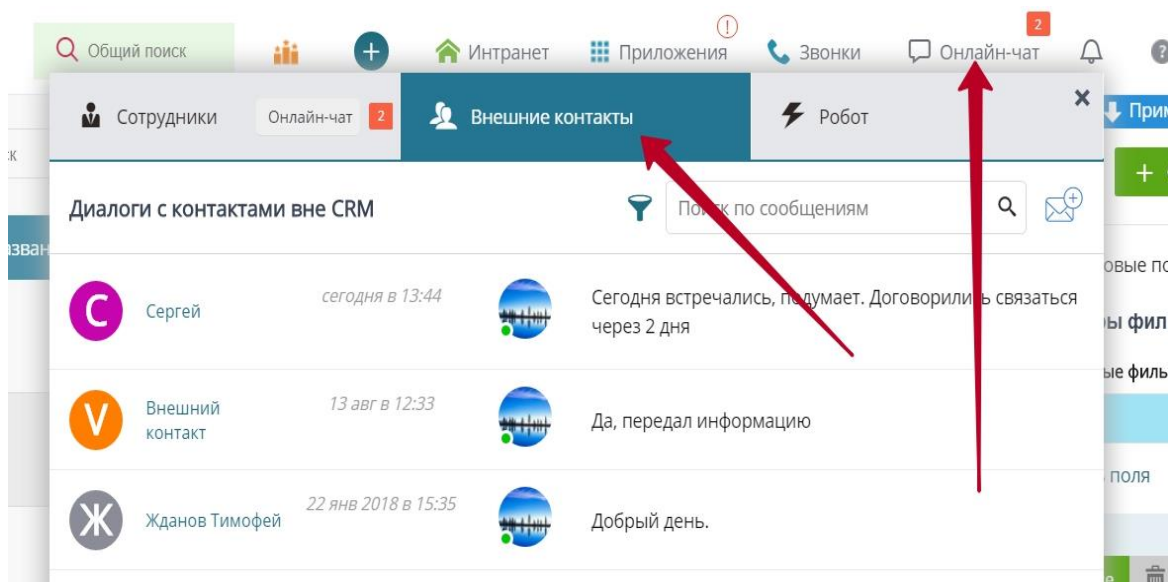 Общий поиск
Интранет
Приложения
Звонки
2
Онлайн-чат
Сотрудники
Онлайн-чат 2
Внешние контакты
Робот
Диалоги с контактами вне CRM
Поиск по сообщениям
С
Сергей
сегодня в 13:44
Сегодня встречались, подумает. Договорились связаться
через 2 дня
V
Внешний
контакт
13 авг в 12:33
Да, передал информацию
Ж
Жданов Тимофей
22 янв 2018 в 15:35
Добрый день.
поля